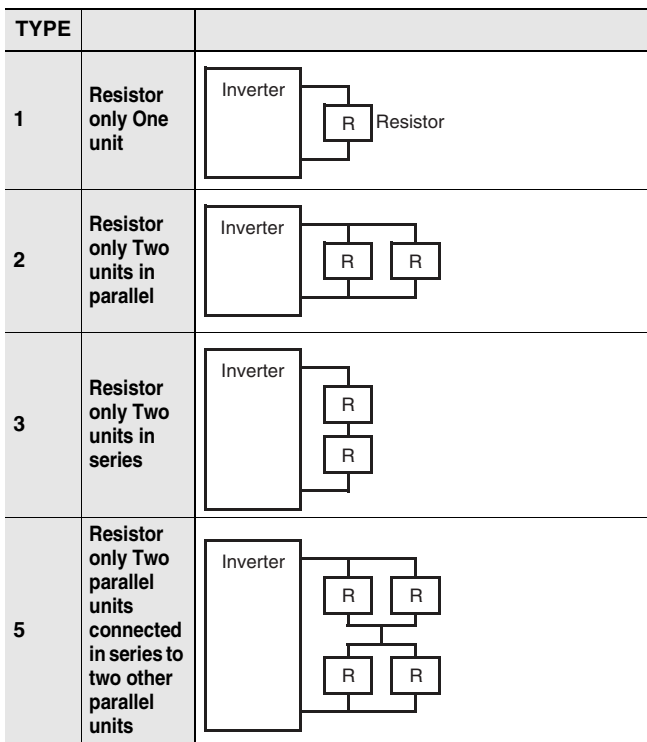 TYPE
1
Resistor
only One
unit
Inverter
R
Resistor
2
Resistor
only Two
units in
parallel
Inverter
R
R
3
Resistor
only Two
units in
series
Inverter
R
R
5
Resistor
only Two
parallel
units
connected
in series to
two other
parallel
units
Inverter
R
R
R
R